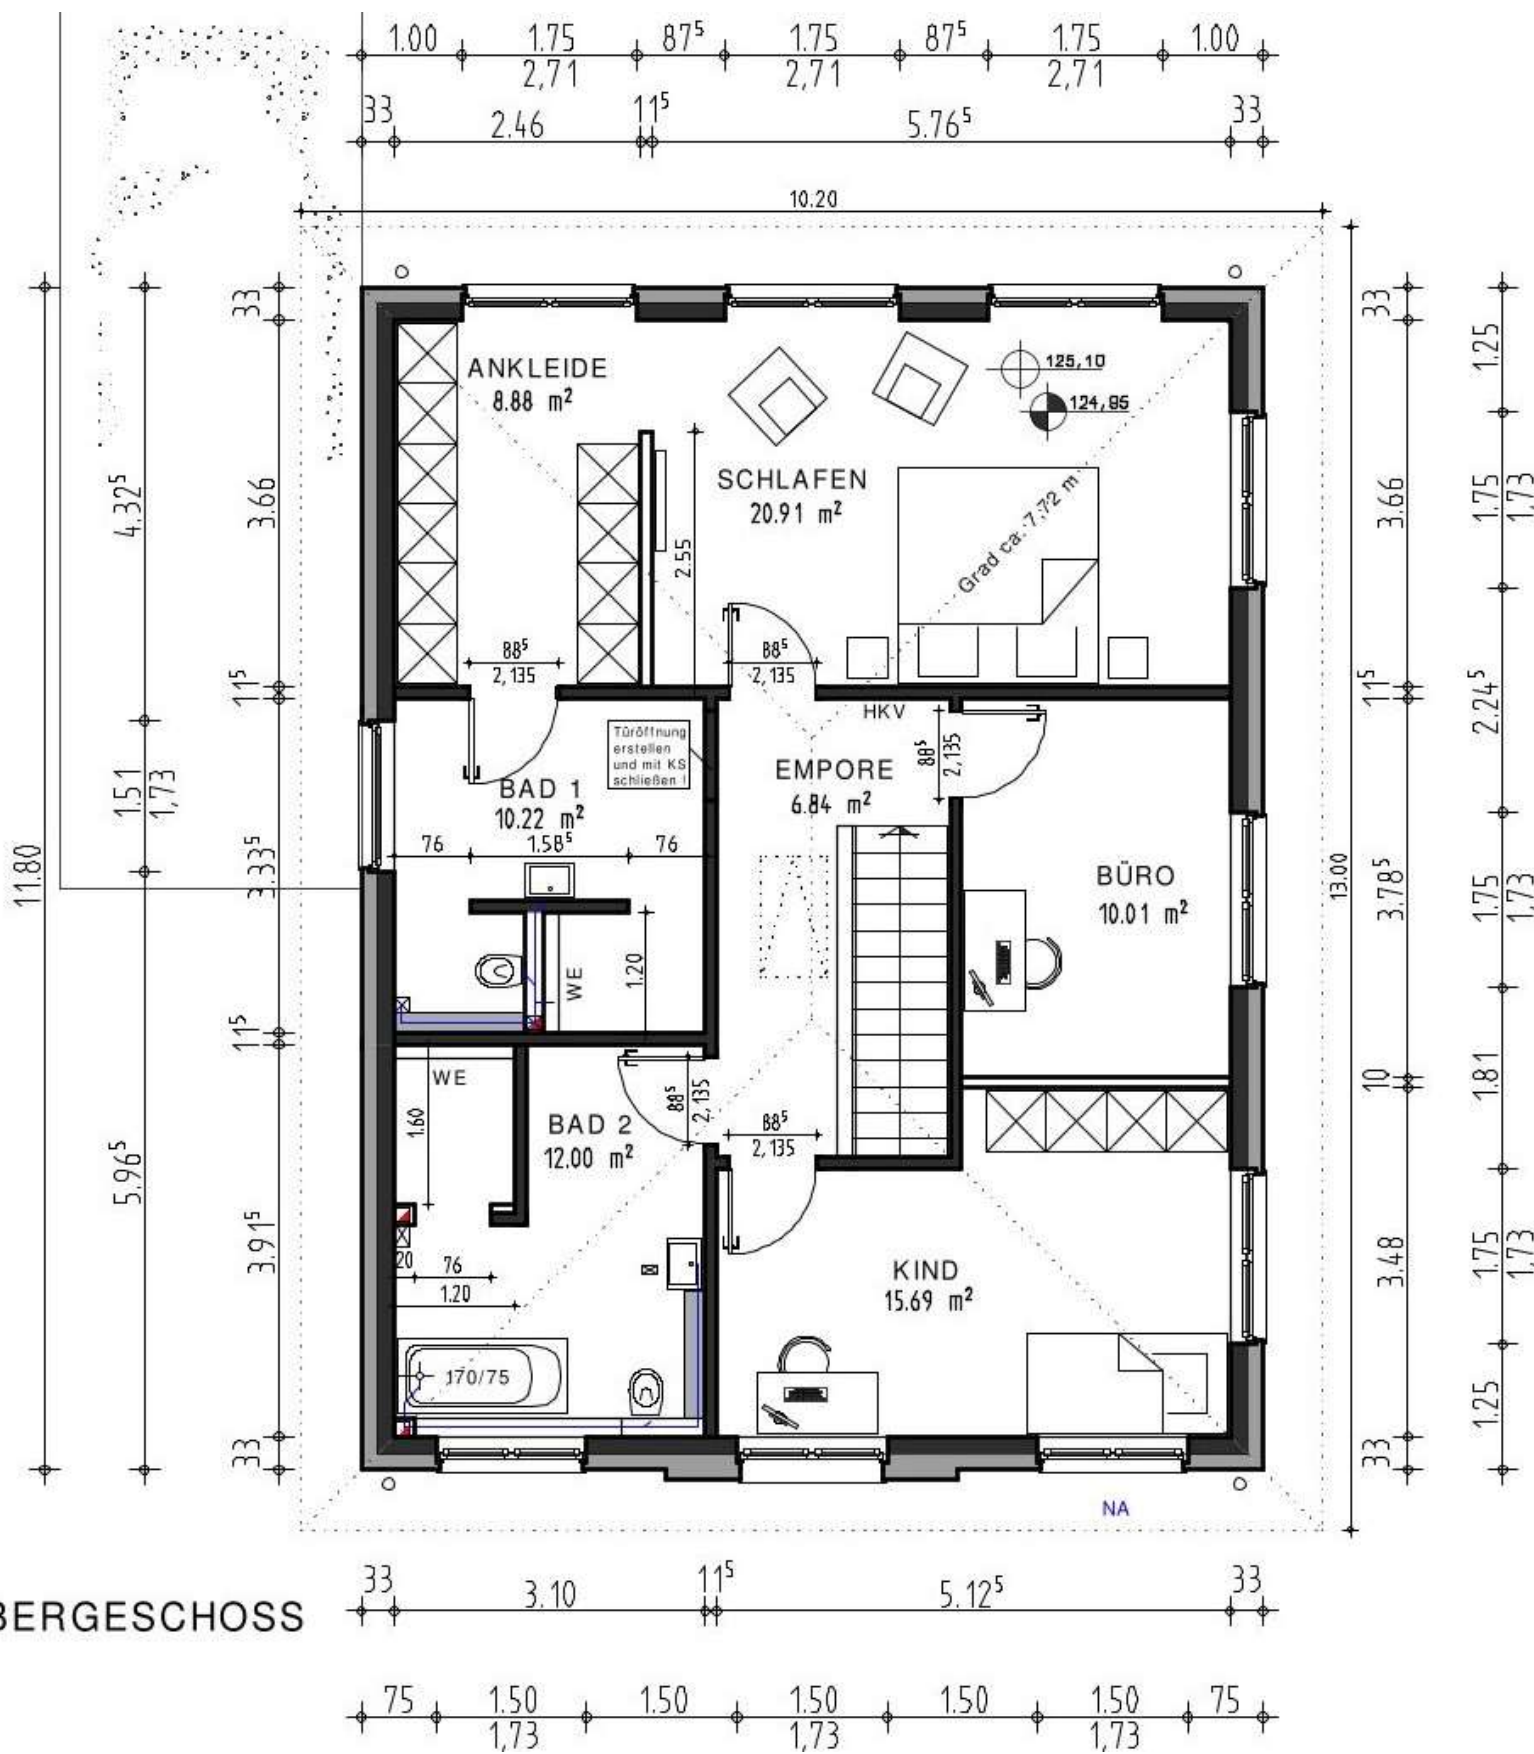 1.00 1.75 87⁵ 1.75 87⁵ 1.75 1.00
2,71 2,71 2,71
33 2.46 11⁵ 5.76⁵ 33
10.20
33
3.66
11⁵
3.33⁵
11⁵
3.91⁵
33
4.32⁵
1.51
1,73
5.96⁵
11.80
ANKLEIDE
8.88 m²
125,10
124,85
SCHLAFEN
20.91 m²
2.55
Grad ca. 7,72 m
88⁵
2,135
88⁵
2,135
HKV
88⁵
2,135
Türöffnung
erstellen
und mit KS
schließen !
BAD 1
10.22 m²
76 1.58⁵ 76
EMPORE
6.84 m²
BÜRO
10.01 m²
WE
1.20
WE
1.60
BAD 2
12.00 m²
88⁵
2,135
88⁵
2,135
20 76
1.20
170/75
KIND
15.69 m²
NA
33
3.66
11⁵
3.78⁵
10
3.48
33
13.00
1.25
1.75
1,73
2.24⁵
1.75
1,73
1.81
1.75
1,73
1.25
33 3.10 11⁵ 5.12⁵ 33
BERGESCHOSS
75 1.50 1.50 1.50 1.50 1.50 75
1,73 1,73 1,73